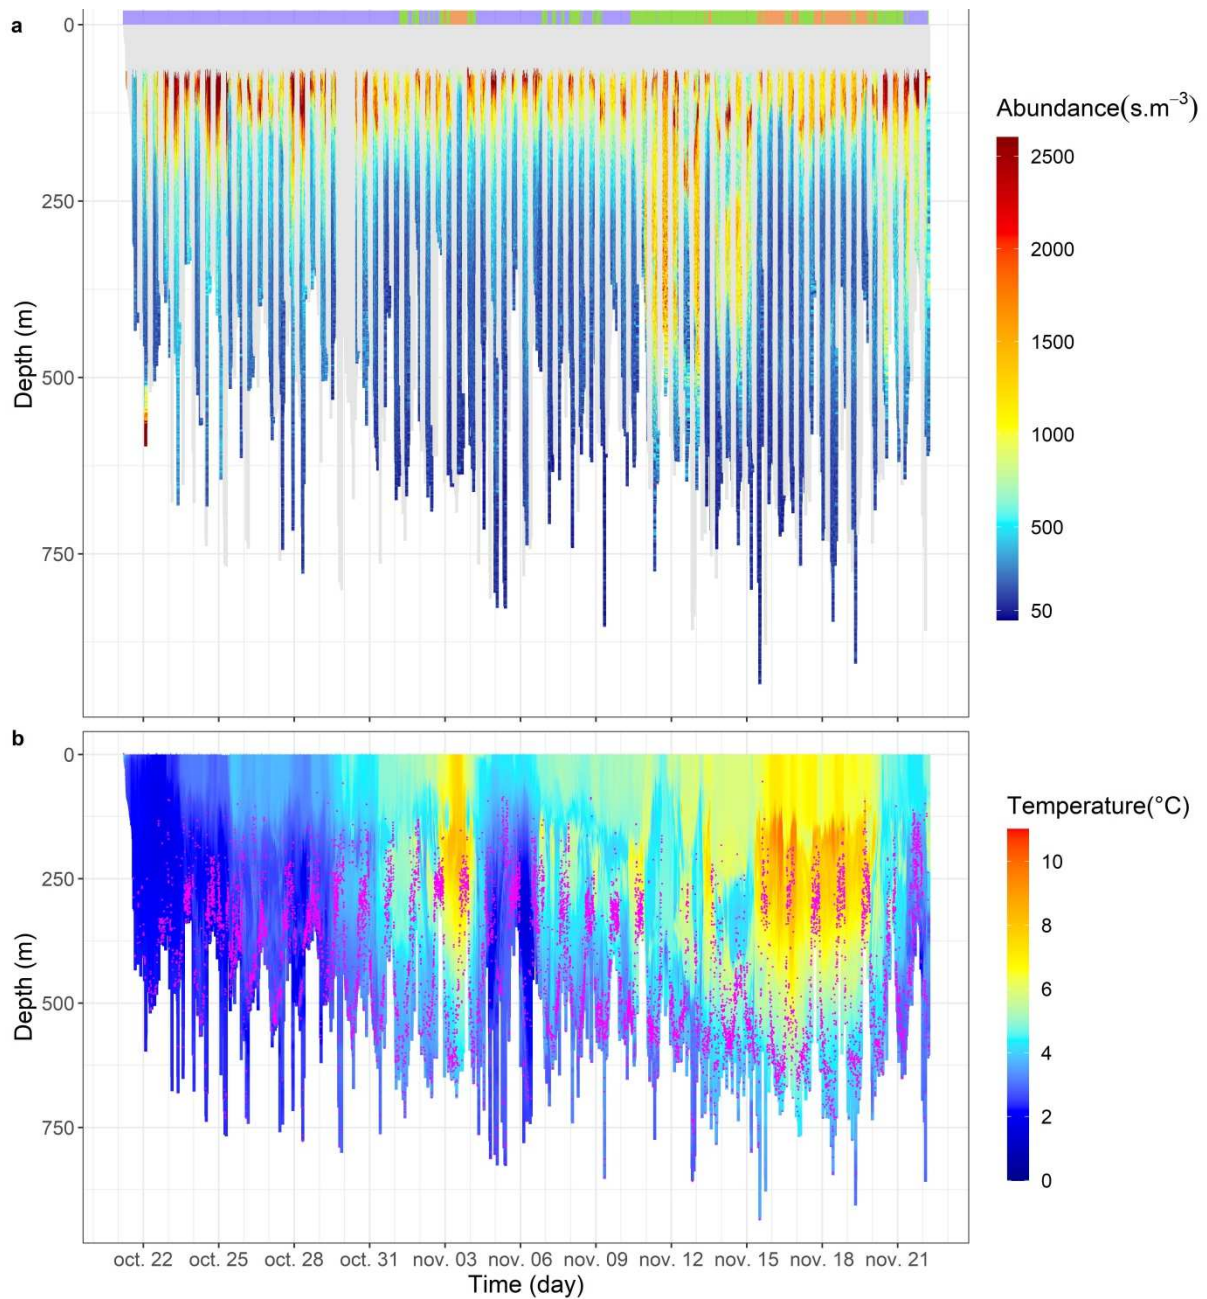 a
0
250
500
750
Depth (m)
Abundance(s.m⁻³)
2500
2000
1500
1000
500
50
b
0
250
500
750
Depth (m)
Temperature(°C)
10
8
6
4
2
0
oct. 22 oct. 25 oct. 28 oct. 31 nov. 03 nov. 06 nov. 09 nov. 12 nov. 15 nov. 18 nov. 21
Time (day)